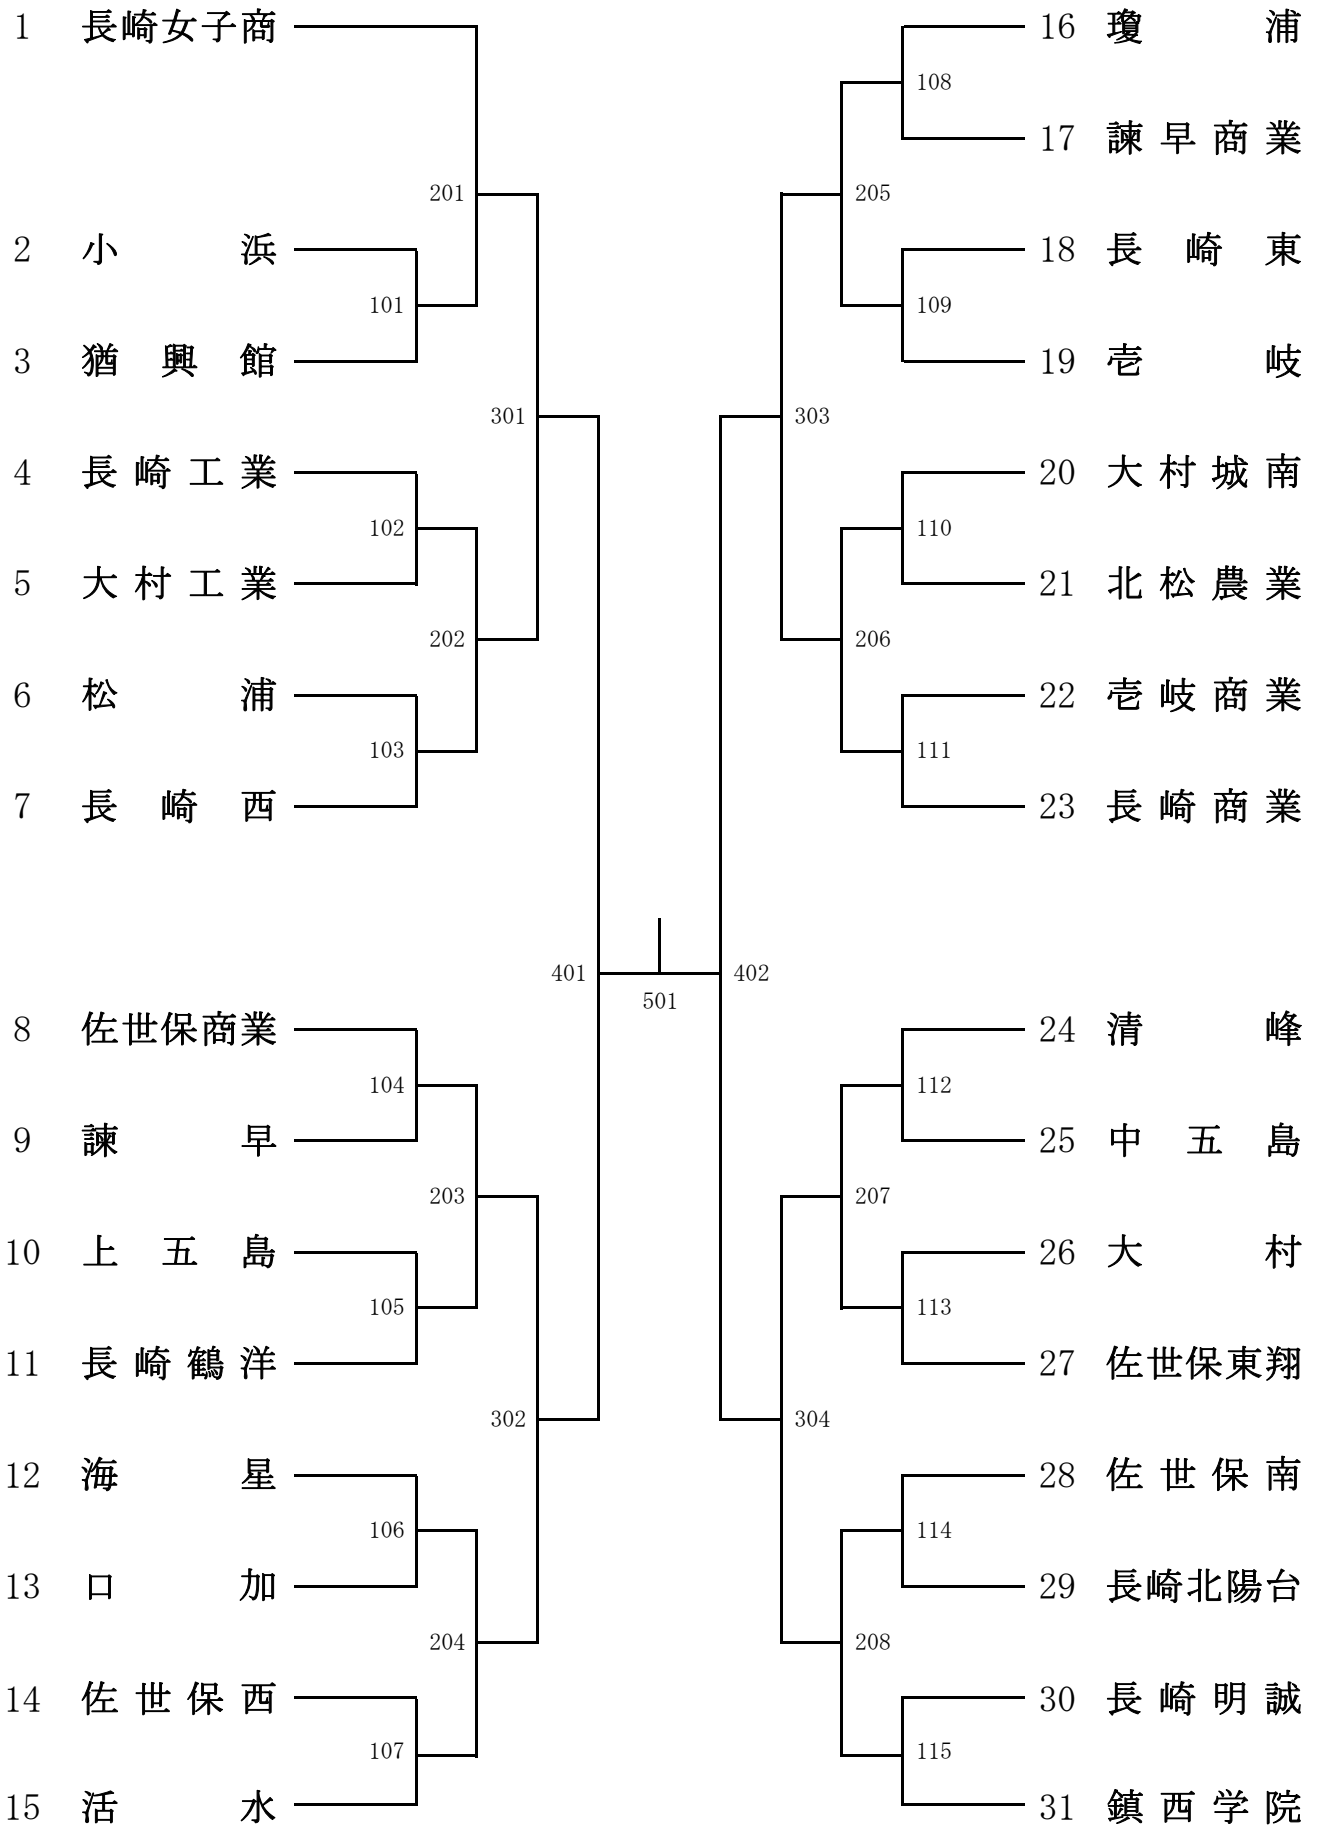 1 長崎女子商
201
2 小浜
101
3 猶興館
301
4 長崎工業
102
5 大村工業
202
6 松浦
103
7 長崎西
401
8 佐世保商業
104
9 諫早
203
10 上五島
105
11 長崎鶴洋
302
12 海星
106
13 口加
204
14 佐世保西
107
15 活水
501
16 瓊浦
108
17 諫早商業
205
18 長崎東
109
19 壱岐
303
20 大村城南
110
21 北松農業
206
22 壱岐商業
111
23 長崎商業
402
24 清峰
112
25 中五島
207
26 大村
113
27 佐世保東翔
304
28 佐世保南
114
29 長崎北陽台
208
30 長崎明誠
115
31 鎮西学院